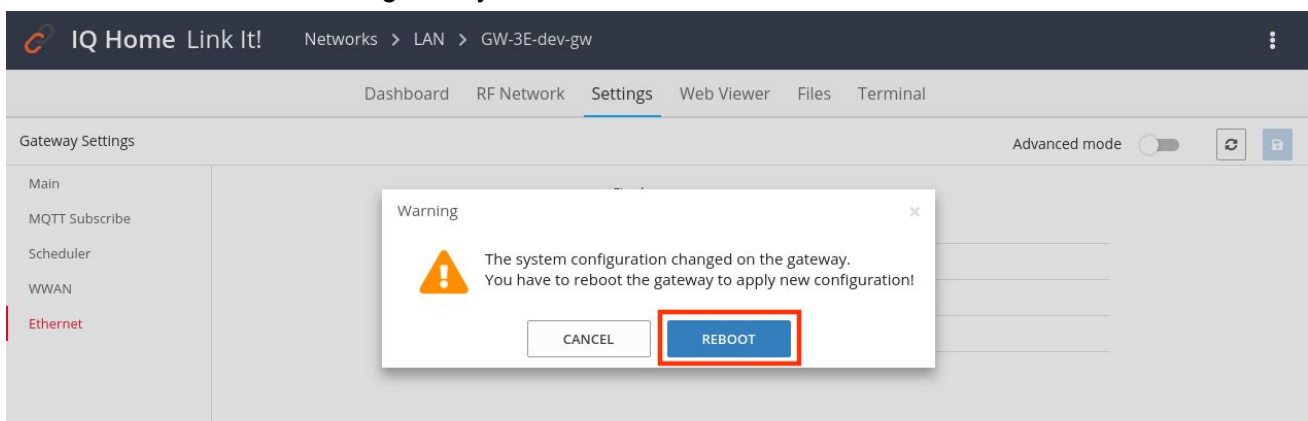 IQ Home Link It! Networks > LAN > GW-3E-dev-gw
Dashboard RF Network Settings Web Viewer Files Terminal
Gateway Settings Advanced mode
Main
MQTT Subscribe
Scheduler
WWAN
Ethernet
Warning
The system configuration changed on the gateway.
You have to reboot the gateway to apply new configuration!
CANCEL REBOOT